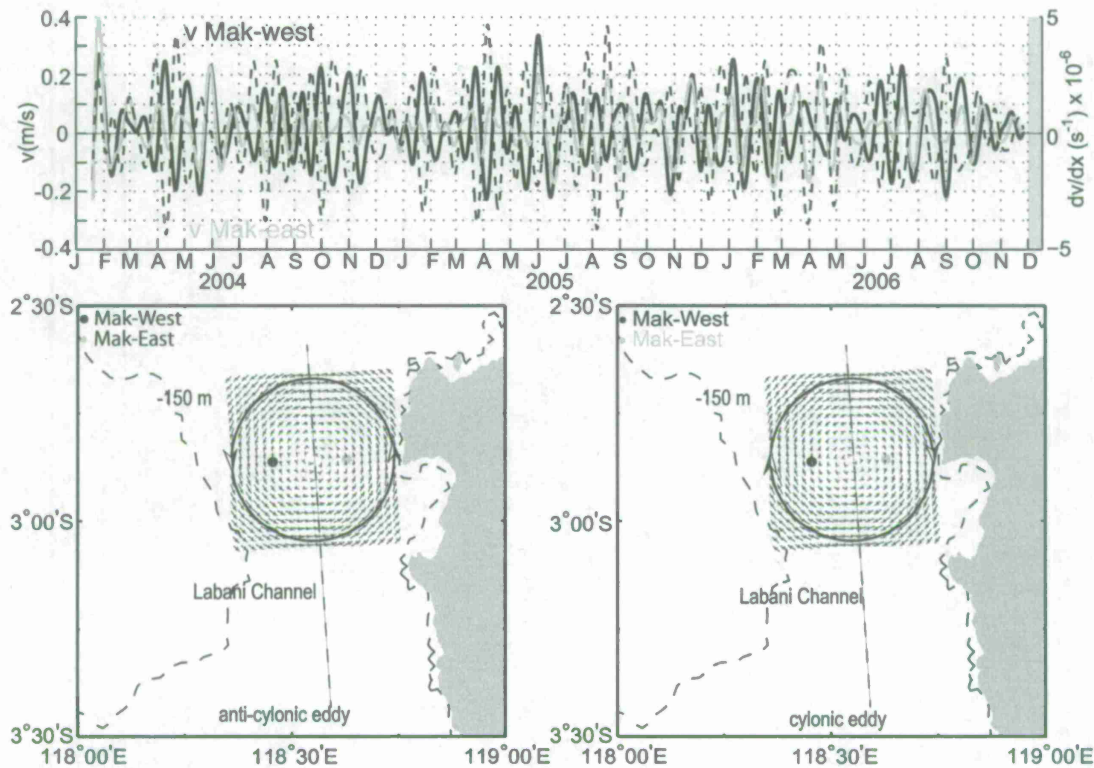 0.4
0.2
0
-0.2
-0.4
v(m/s)
v Mak-west
v Mak-east
5
0
-5
dv/dx (s⁻¹) x 10⁻⁶
J F M A M J J A S O N D J F M A M J J A S O N D J F M A M J J A S O N D
2004 2005 2006
2°30'S
3°00'S
3°30'S
118°00'E 118°30'E 119°00'E
Mak-West
Mak-East
-150 m
Labani Channel
anti-cylonic eddy
2°30'S
3°00'S
3°30'S
118°00'E 118°30'E 119°00'E
Mak-West
Mak-East
-150 m
Labani Channel
cylonic eddy